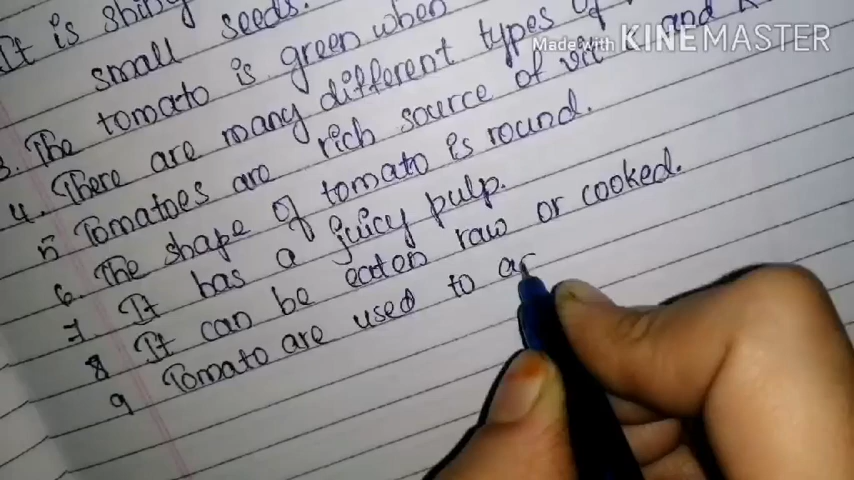 It is shiny
small seeds.
3. The tomato is green when
4. There are many different types of
5 Tomatoes are rich source of vit and K
6. The shape of tomato is round.
7. It has a juicy pulp.
8 It can be eaten raw or cooked.
9 Tomato are used to
Made with KINEMASTER